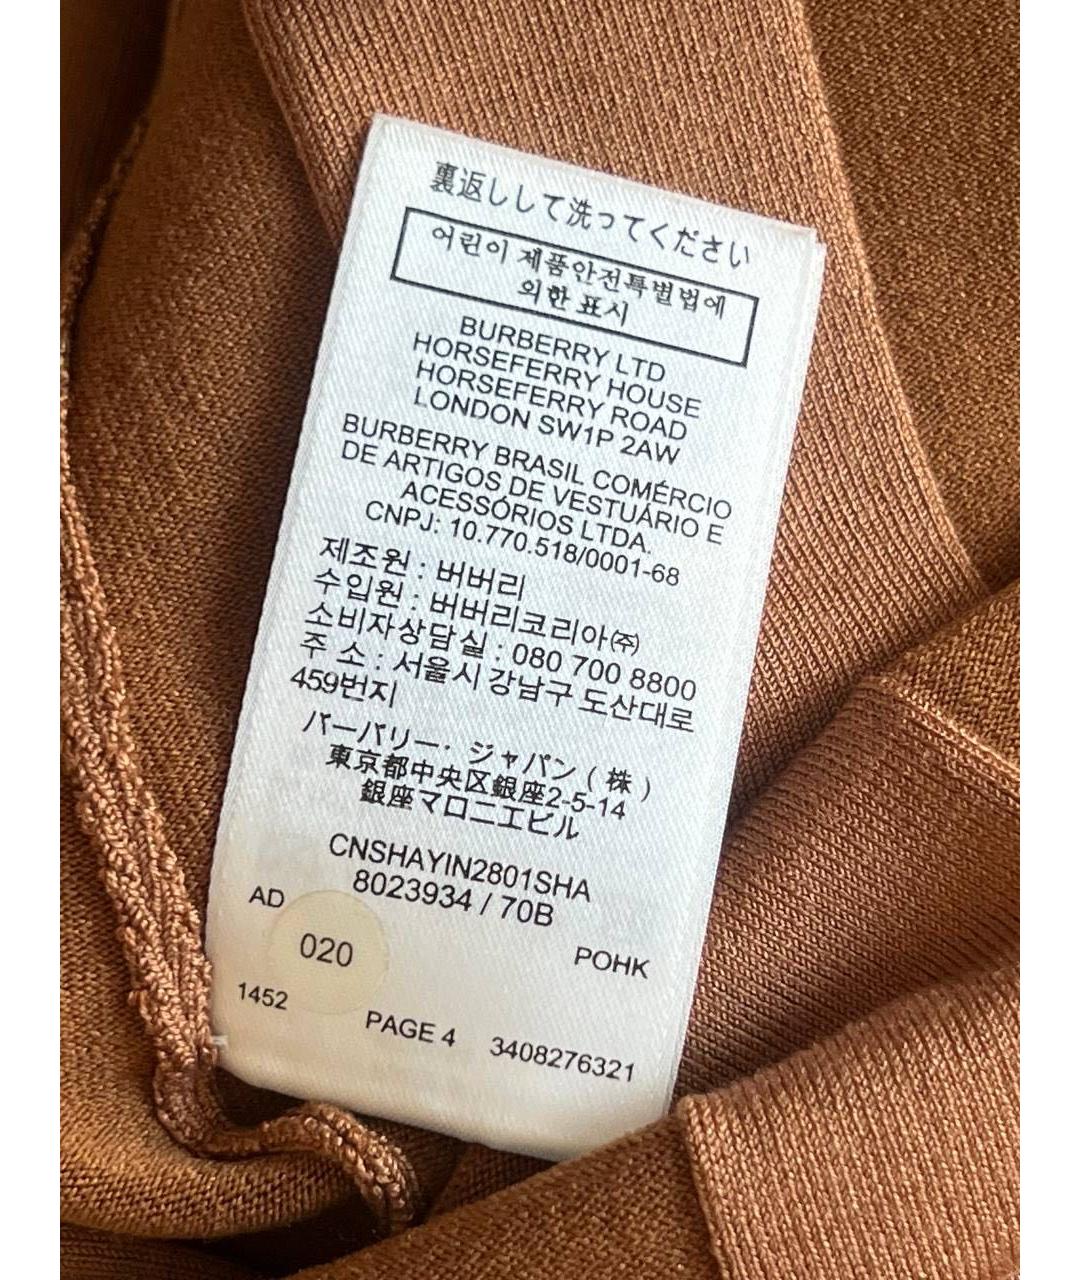 裏返しして洗ってください
어린이 제품안전특별법에
의한 표시
BURBERRY LTD
HORSEFERRY HOUSE
HORSEFERRY ROAD
LONDON SW1P 2AW
BURBERRY BRASIL COMÉRCIO
DE ARTIGOS DE VESTUÁRIO E
ACESSÓRIOS LTDA.
CNPJ: 10.770.518/0001-68
제조원 : 버버리
수입원 : 버버리코리아㈜
소비자상담실 : 080 700 8800
주 소 : 서울시 강남구 도산대로
459번지
バーバリー・ジャパン ( 株 )
東京都中央区銀座2-5-14
銀座マロニエビル
CNSHAYIN2801SHA
8023934 / 70B
AD
020
POHK
1452
PAGE 4
3408276321